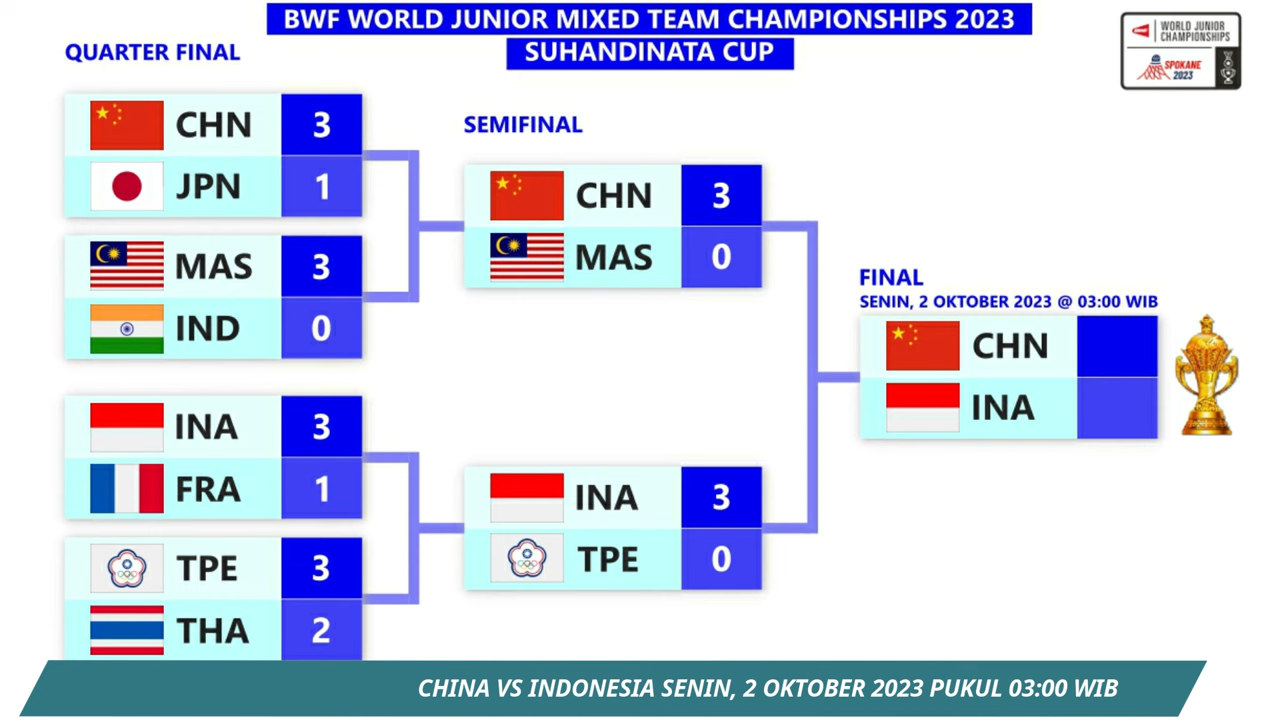 BWF WORLD JUNIOR MIXED TEAM CHAMPIONSHIPS 2023
SUHANDINATA CUP
WORLD JUNIOR
CHAMPIONSHIPS
SPOKANE
2023
QUARTER FINAL
CHN 3
JPN 1
MAS 3
IND 0
INA 3
FRA 1
TPE 3
THA 2
SEMIFINAL
CHN 3
MAS 0
INA 3
TPE 0
FINAL
SENIN, 2 OKTOBER 2023 @ 03:00 WIB
CHN
INA
CHINA VS INDONESIA SENIN, 2 OKTOBER 2023 PUKUL 03:00 WIB